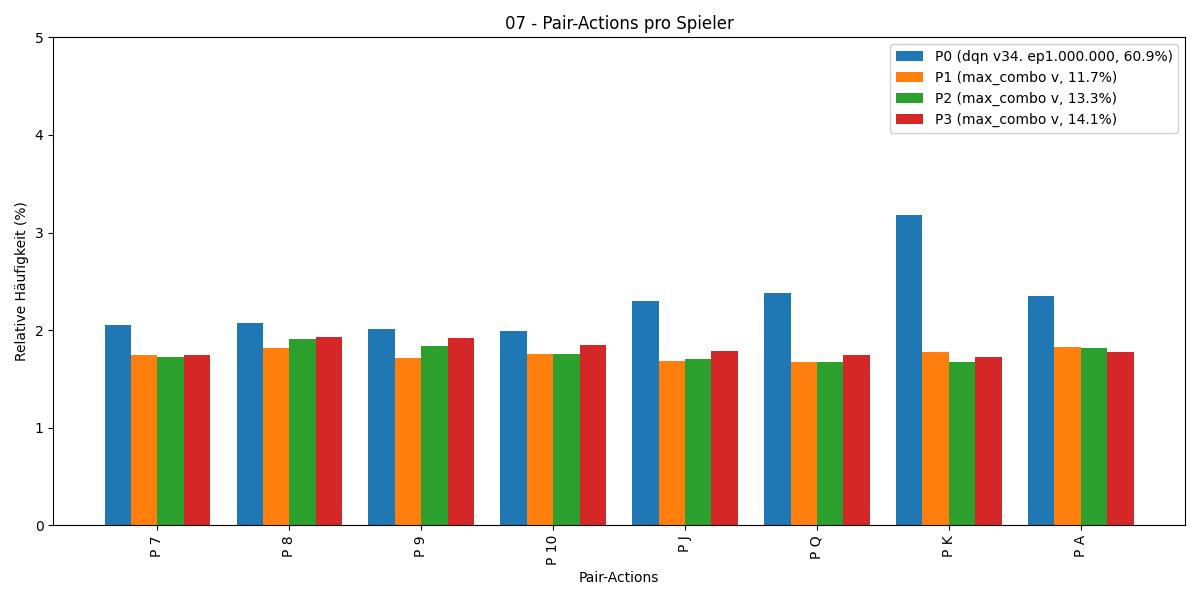 07 - Pair-Actions pro Spieler
Relative Häufigkeit (%)
5
4
3
2
1
0
P0 (dqn v34. ep1.000.000, 60.9%)
P1 (max_combo v, 11.7%)
P2 (max_combo v, 13.3%)
P3 (max_combo v, 14.1%)
P 7
P 8
P 9
P 10
P J
P Q
P K
P A
Pair-Actions